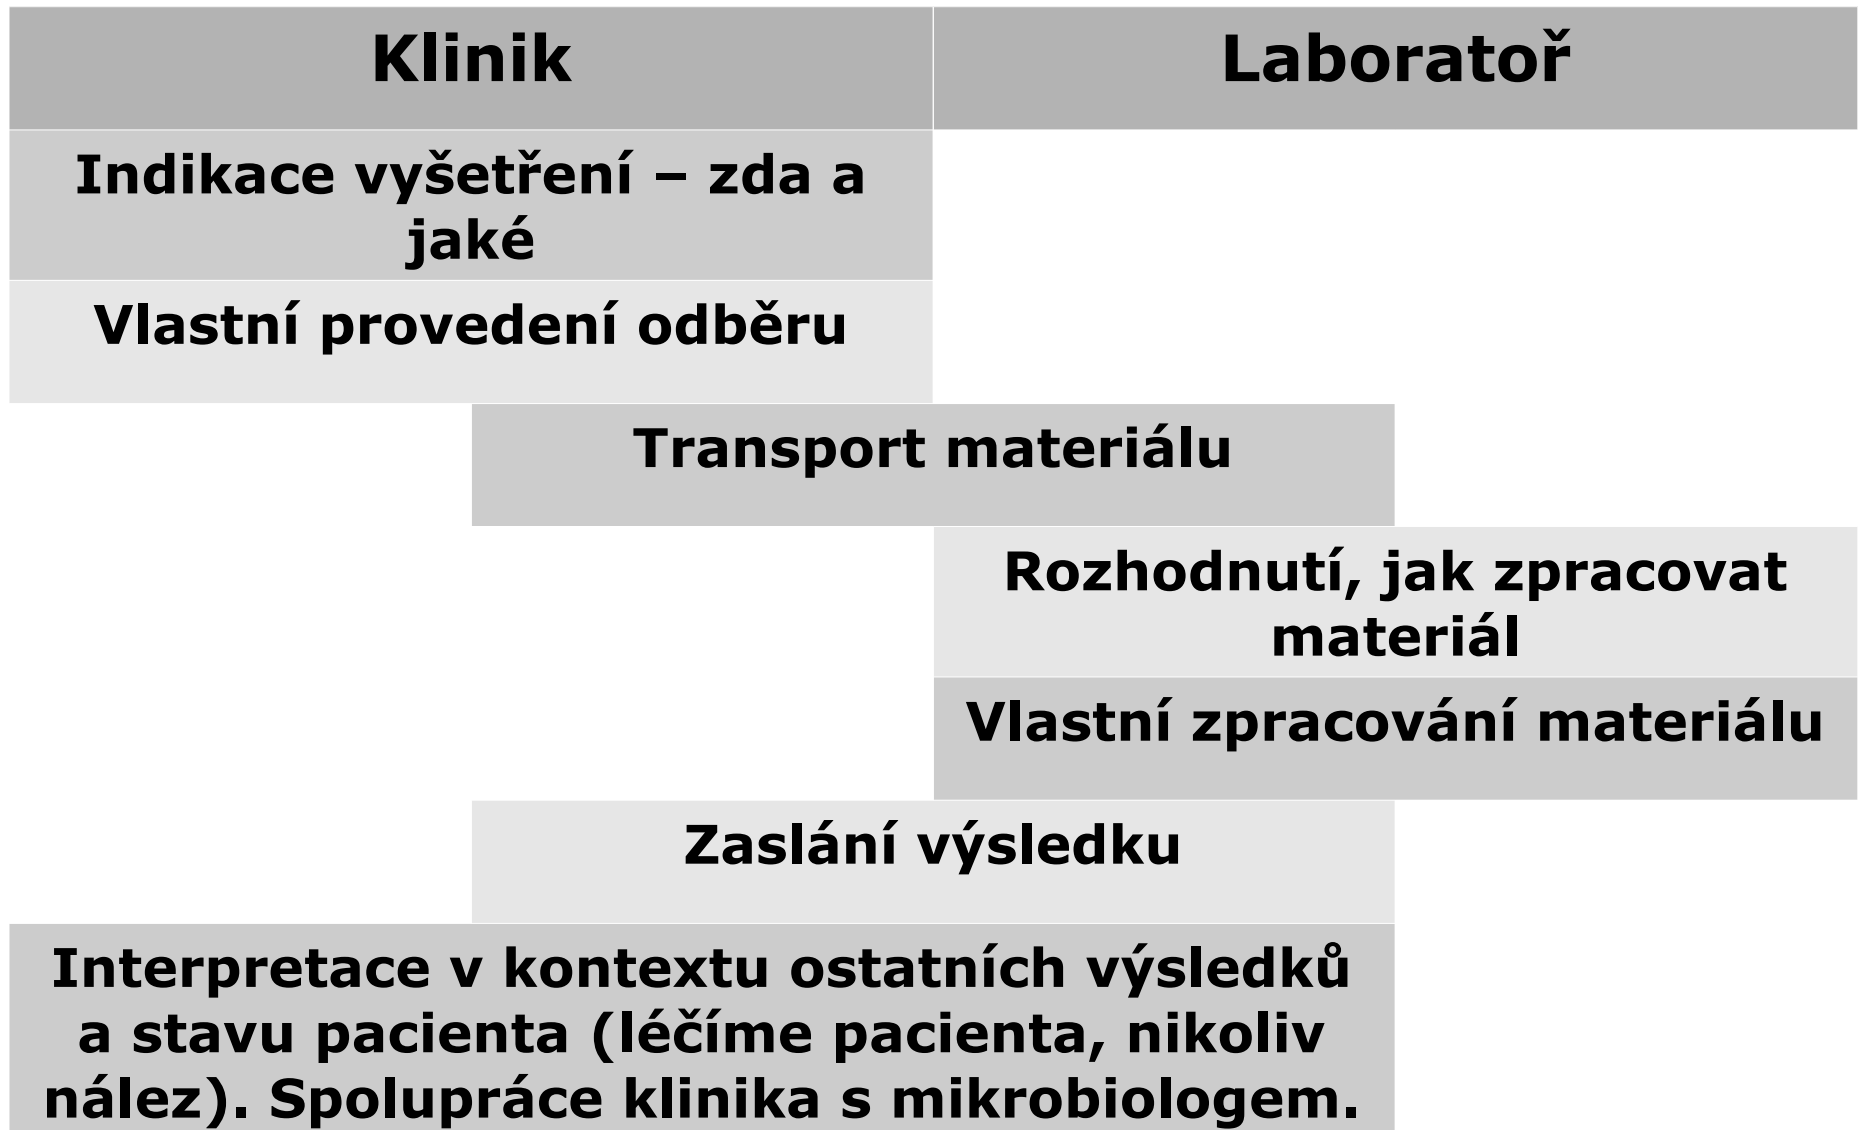 Klinik
Laboratoř
Indikace vyšetření – zda a
jaké
Vlastní provedení odběru
Transport materiálu
Rozhodnutí, jak zpracovat
materiál
Vlastní zpracování materiálu
Zaslání výsledku
Interpretace v kontextu ostatních výsledků
a stavu pacienta (léčíme pacienta, nikoliv
nález). Spolupráce klinika s mikrobiologem.